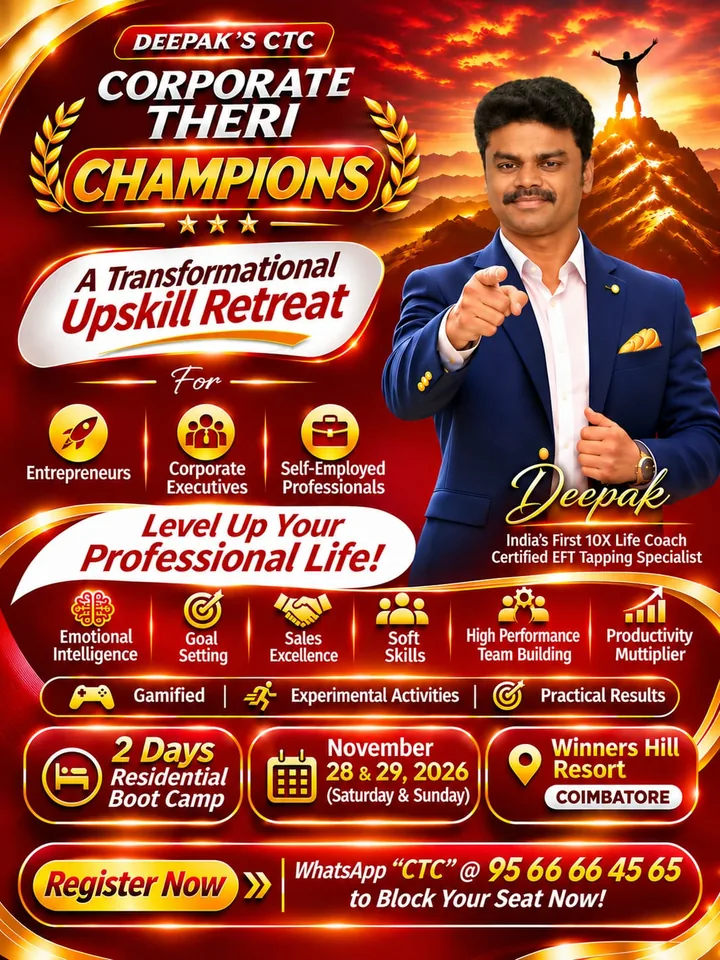 DEEPAK'S CTC
CORPORATE
THERI
CHAMPIONS
A Transformational
Upskill Retreat
For
Entrepreneurs
Corporate
Executives
Self-Employed
Professionals
Deepak
India's First 10X Life Coach
Certified EFT Tapping Specialist
Level Up Your
Professional Life!
Emotional
Intelligence
Goal
Setting
Sales
Excellence
Soft
Skills
High Performance
Team Building
Productivity
Muttiplier
Gamified
Experimental Activities
Practical Results
2 Days
Residential
Boot Camp
November
28 & 29, 2026
(Saturday & Sunday)
Winners Hill
Resort
COIMBATORE
Register Now
WhatsApp "CTC" @ 95 66 66 45 65
to Block Your Seat Now!